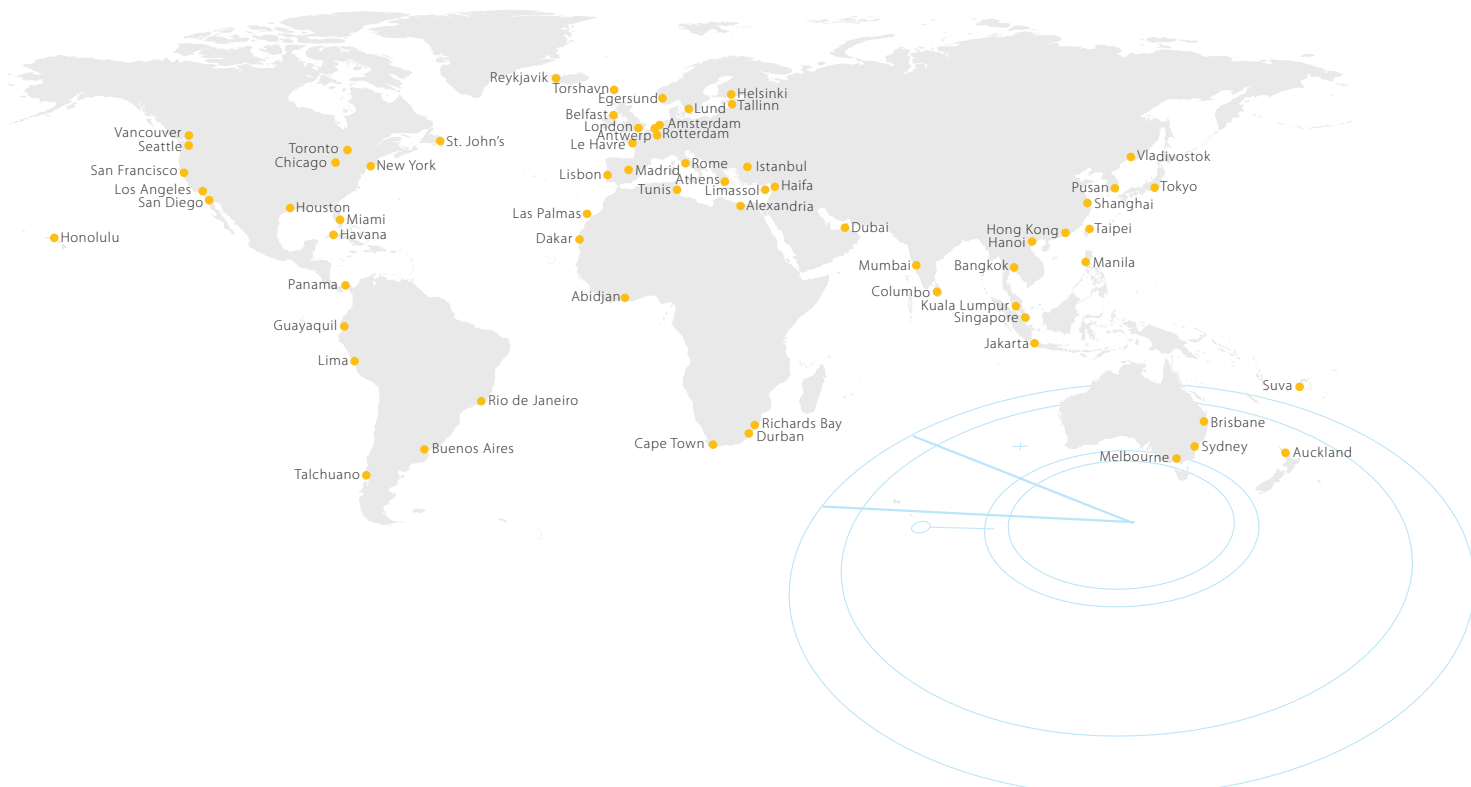 Reykjavik
Torshavn
Egersund
Helsinki
Tallinn
Lund
Belfast
London
Amsterdam
Antwerp
Rotterdam
Le Havre
Vancouver
Seattle
St. John’s
Toronto
Chicago
New York
San Francisco
Los Angeles
San Diego
Houston
Miami
Havana
Honolulu
Lisbon
Madrid
Rome
Istanbul
Athens
Tunis
Limassol
Haifa
Alexandria
Las Palmas
Dakar
Dubai
Vladivostok
Pusan
Tokyo
Shanghai
Hong Kong
Taipei
Hanoi
Mumbai
Bangkok
Manila
Columbo
Kuala Lumpur
Singapore
Jakarta
Panama
Abidjan
Guayaquil
Lima
Rio de Janeiro
Buenos Aires
Talchuano
Cape Town
Richards Bay
Durban
Suva
Brisbane
Sydney
Melbourne
Auckland